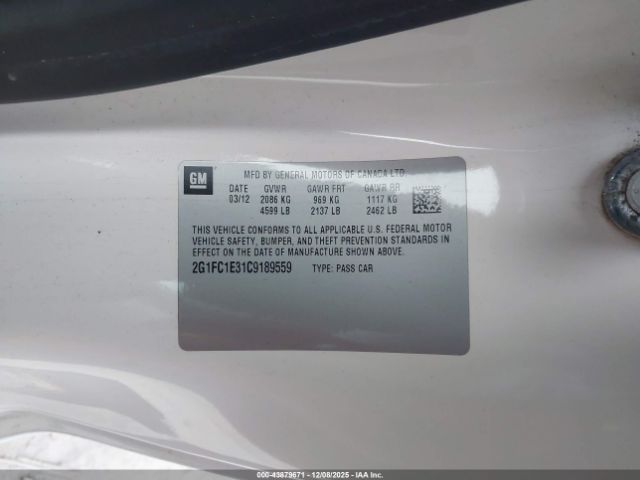 GM
MFD BY GENERAL MOTORS OF CANADA LTD.
DATE GVWR GAWR FRT GAWR RR
03/12 2086 KG 969 KG 1117 KG
4599 LB 2137 LB 2462 LB
THIS VEHICLE CONFORMS TO ALL APPLICABLE U.S. FEDERAL MOTOR
VEHICLE SAFETY, BUMPER, AND THEFT PREVENTION STANDARDS IN
EFFECT ON THE DATE OF MANUFACTURE SHOWN ABOVE.
2G1FC1E31C9189559 TYPE: PASS CAR
000-43879671 - 12/08/2025 - COPYRIGHT IAA, LLC